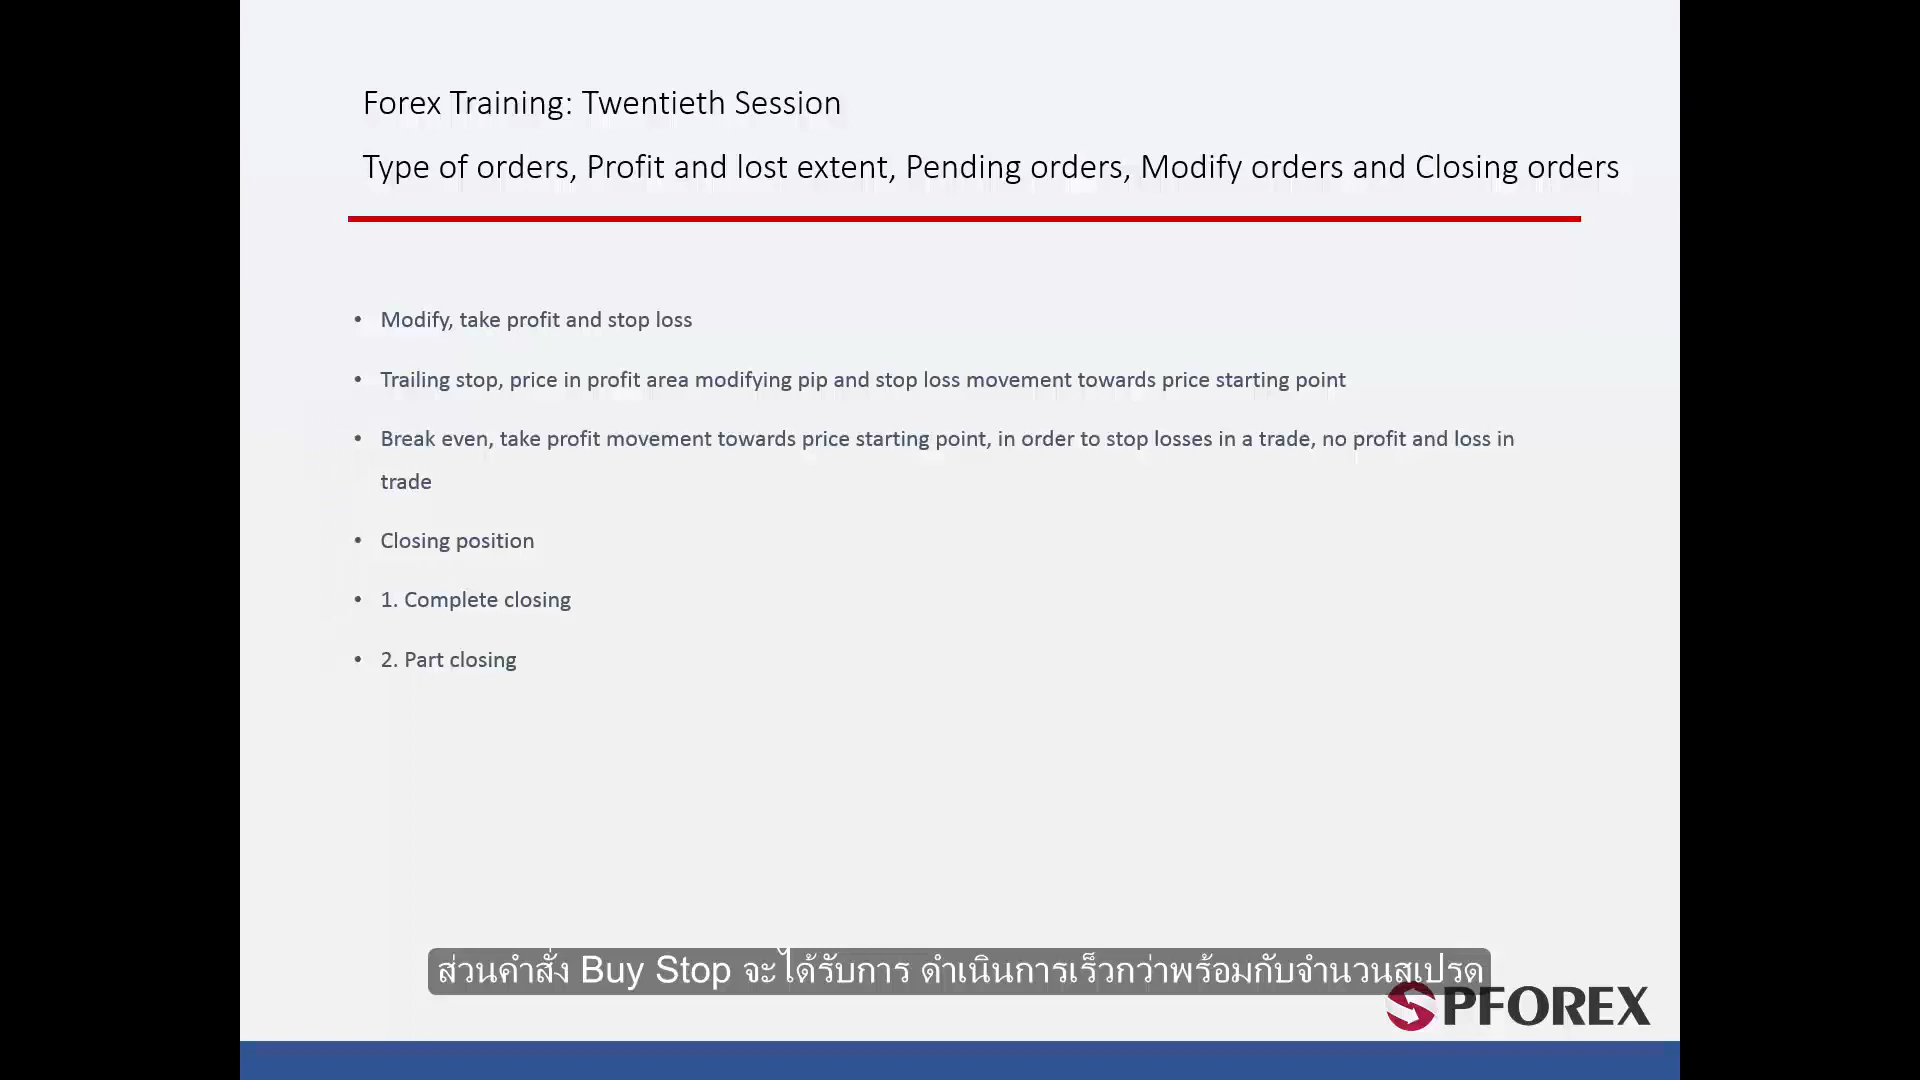 Forex Training: Twentieth Session
Type of orders, Profit and lost extent, Pending orders, Modify orders and Closing orders
• Modify, take profit and stop loss
• Trailing stop, price in profit area modifying pip and stop loss movement towards price starting point
• Break even, take profit movement towards price starting point, in order to stop losses in a trade, no profit and loss in
trade
• Closing position
• 1. Complete closing
• 2. Part closing
ส่วนคำสั่ง Buy Stop จะได้รับการ ดำเนินการเร็วกว่าพร้อมกับจำนวนสเปรด
SPFOREX